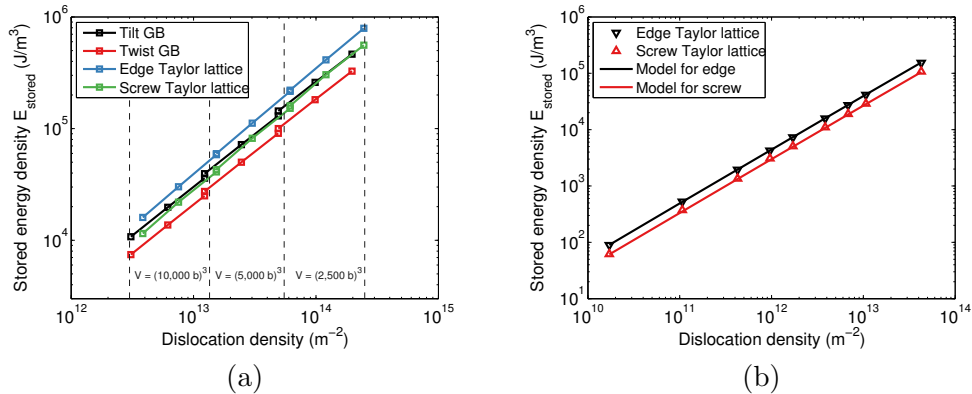 10^6
10^5
10^4
Stored energy density E_stored (J/m^3)
Tilt GB
Twist GB
Edge Taylor lattice
Screw Taylor lattice
V = (10,000 b)^3
V = (5,000 b)^3
V = (2,500 b)^3
10^12
10^13
10^14
10^15
Dislocation density (m^−2)
(a)
10^6
10^5
10^4
10^3
10^2
10^1
Stored energy density E_stored (J/m^3)
Edge Taylor lattice
Screw Taylor lattice
Model for edge
Model for screw
10^10
10^11
10^12
10^13
10^14
Dislocation density (m^−2)
(b)